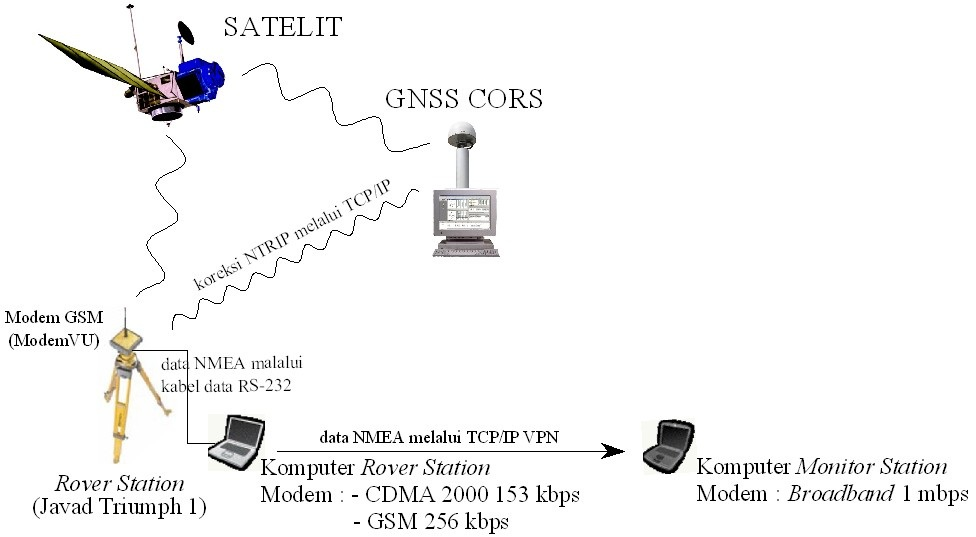 SATELIT
GNSS CORS
koreksi NTRIP melalui TCP/IP
Modem GSM
(ModemVU)
data NMEA malalui
kabel data RS-232
Rover Station
(Javad Triumph 1)
data NMEA melalui TCP/IP VPN
Komputer Rover Station
Modem : - CDMA 2000 153 kbps
- GSM 256 kbps
Komputer Monitor Station
Modem : Broadband 1 mbps